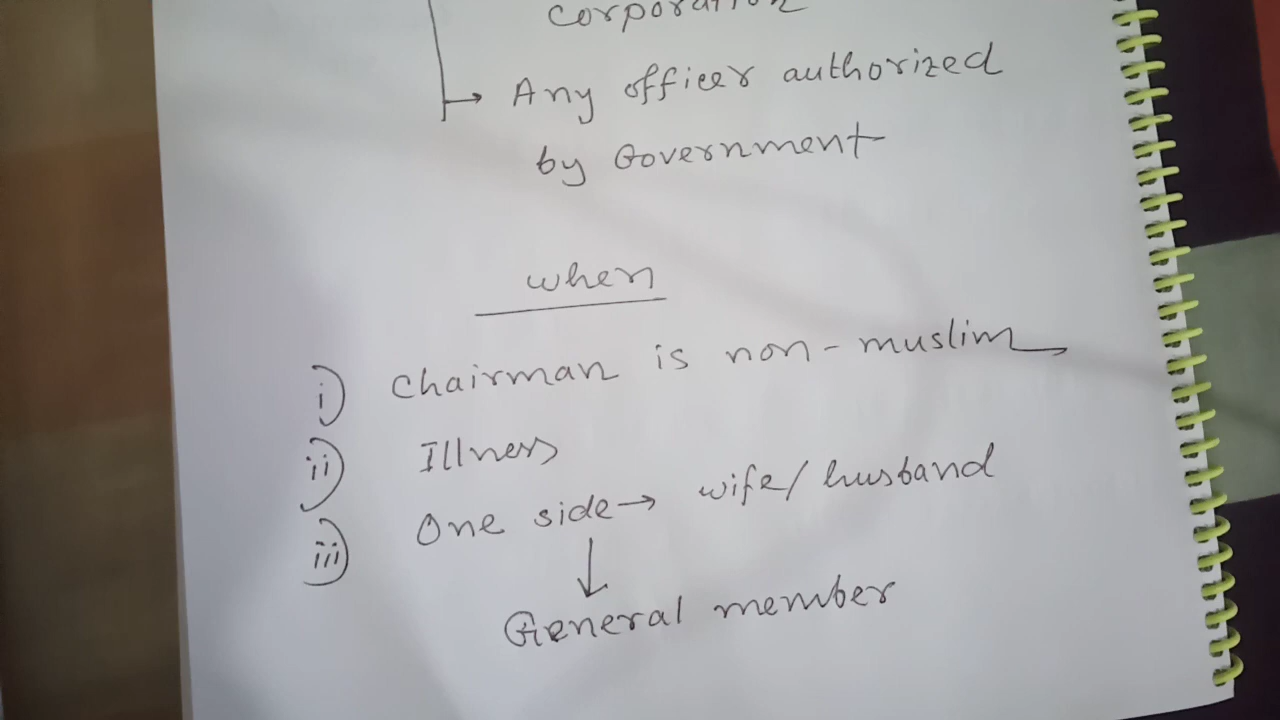 corporation
→ Any officer authorized
by Government
when
i) chairman is non-muslim
ii) Illness
iii) One side → wife/husband
↓
General member